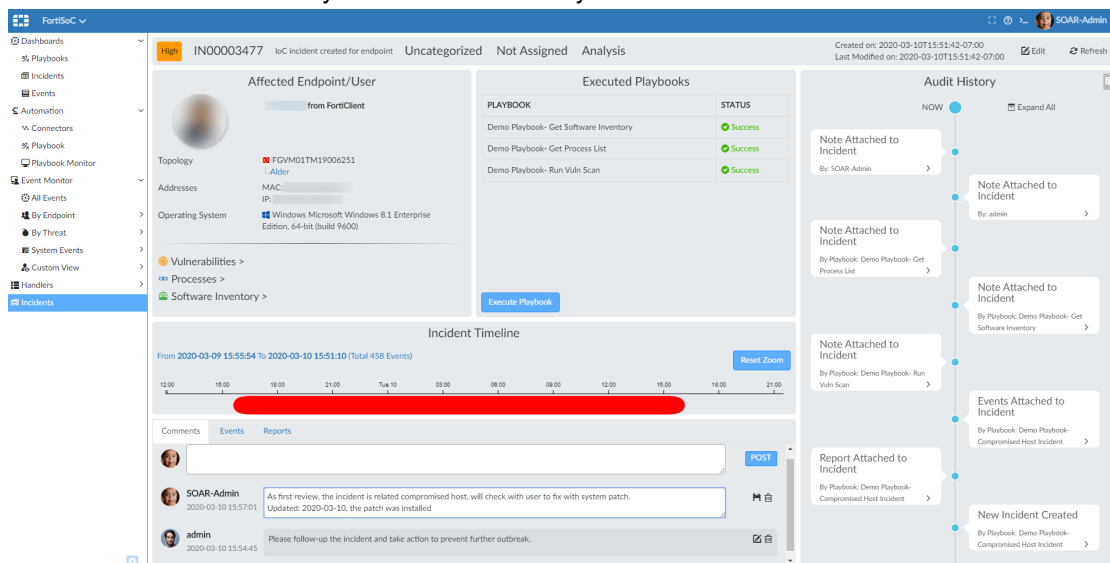 FortiSoC
SOAR-Admin
Dashboards
Playbooks
Incidents
Events
Automation
Connectors
Playbook
Playbook Monitor
Event Monitor
All Events
By Endpoint
By Threat
System Events
Custom View
Handlers
Incidents
High IN00003477 IoC incident created for endpoint Uncategorized Not Assigned Analysis
Created on: 2020-03-10T15:51:42-07:00
Last Modified on: 2020-03-10T15:51:42-07:00
Edit Refresh
Affected Endpoint/User
from FortiClient
Topology FGVM01TM19006251
Alder
Addresses MAC:
IP:
Operating System Windows Microsoft Windows 8.1 Enterprise
Edition, 64-bit (build 9600)
Vulnerabilities >
Processes >
Software Inventory >
Executed Playbooks
PLAYBOOK STATUS
Demo Playbook- Get Software Inventory Success
Demo Playbook- Get Process List Success
Demo Playbook- Run Vuln Scan Success
Execute Playbook
Incident Timeline
From 2020-03-09 15:55:54 To 2020-03-10 15:51:10 (Total 458 Events)
Reset Zoom
12:00 15:00 18:00 21:00 Tue 10 03:00 06:00 09:00 12:00 15:00 18:00 21:00
Comments Events Reports
POST
SOAR-Admin
2020-03-10 15:57:01
As first review, the incident is related compromised host, will check with user to fix with system patch.
Updated: 2020-03-10, the patch was installed
admin
2020-03-10 15:54:45
Please follow-up the incident and take action to prevent further outbreak.
Audit History
NOW Expand All
Note Attached to
Incident
By: SOAR-Admin >
Note Attached to
Incident
By: admin >
Note Attached to
Incident
By Playbook: Demo Playbook- Get
Process List >
Note Attached to
Incident
By Playbook: Demo Playbook- Get
Software Inventory >
Note Attached to
Incident
By Playbook: Demo Playbook- Run
Vuln Scan >
Events Attached to
Incident
By Playbook: Demo Playbook-
Compromised Host Incident >
Report Attached to
Incident
By Playbook: Demo Playbook-
Compromised Host Incident >
New Incident Created
By Playbook: Demo Playbook-
Compromised Host Incident >